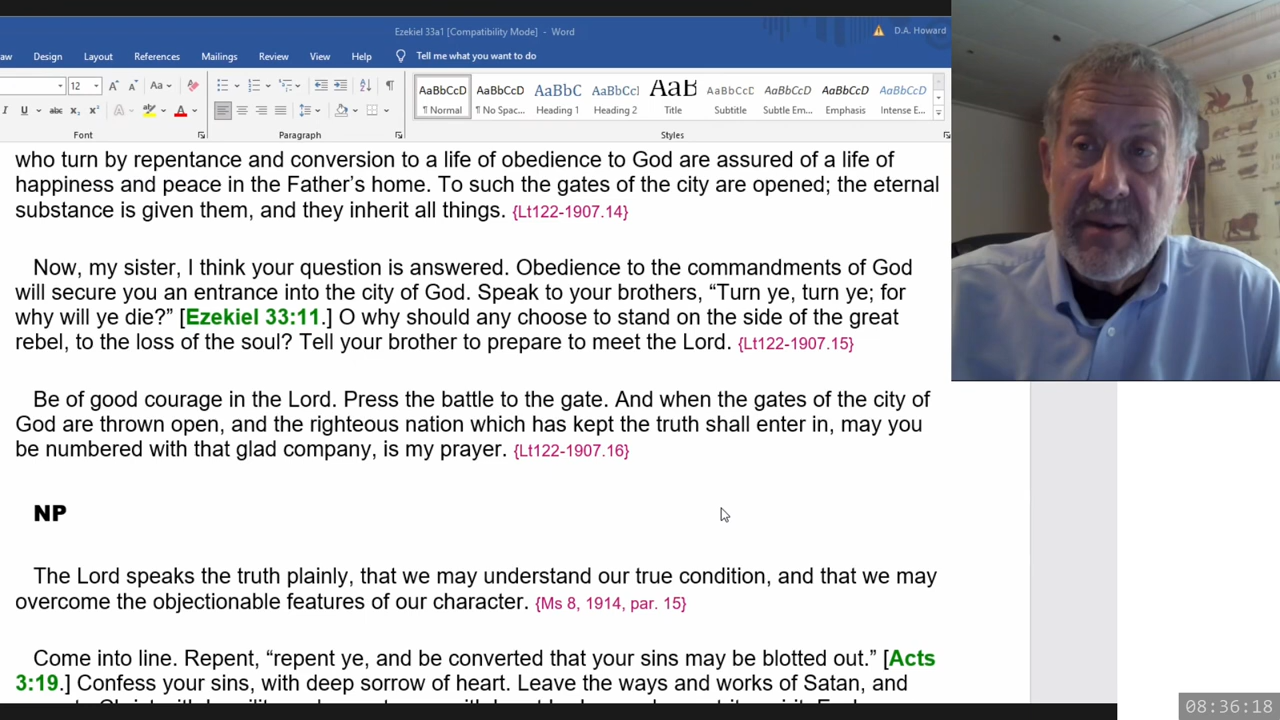 Ezekiel 33a1 [Compatibility Mode] - Word
D.A. Howard
aw Design Layout References Mailings Review View Help Tell me what you want to do
12 Aa
AaBbCcD AaBbCcD AaBbC AaBbCcl AaB AaBbCcD AaBbCcD AaBbCcD AaBbCcD
¶ Normal ¶ No Spac... Heading 1 Heading 2 Title Subtitle Subtle Em... Emphasis Intense E...
Font Paragraph Styles
who turn by repentance and conversion to a life of obedience to God are assured of a life of
happiness and peace in the Father’s home. To such the gates of the city are opened; the eternal
substance is given them, and they inherit all things. {Lt122-1907.14}
Now, my sister, I think your question is answered. Obedience to the commandments of God
will secure you an entrance into the city of God. Speak to your brothers, “Turn ye, turn ye; for
why will ye die?” [Ezekiel 33:11.] O why should any choose to stand on the side of the great
rebel, to the loss of the soul? Tell your brother to prepare to meet the Lord. {Lt122-1907.15}
Be of good courage in the Lord. Press the battle to the gate. And when the gates of the city of
God are thrown open, and the righteous nation which has kept the truth shall enter in, may you
be numbered with that glad company, is my prayer. {Lt122-1907.16}
NP
The Lord speaks the truth plainly, that we may understand our true condition, and that we may
overcome the objectionable features of our character. {Ms 8, 1914, par. 15}
Come into line. Repent, “repent ye, and be converted that your sins may be blotted out.” [Acts
3:19.] Confess your sins, with deep sorrow of heart. Leave the ways and works of Satan, and
08:36:18